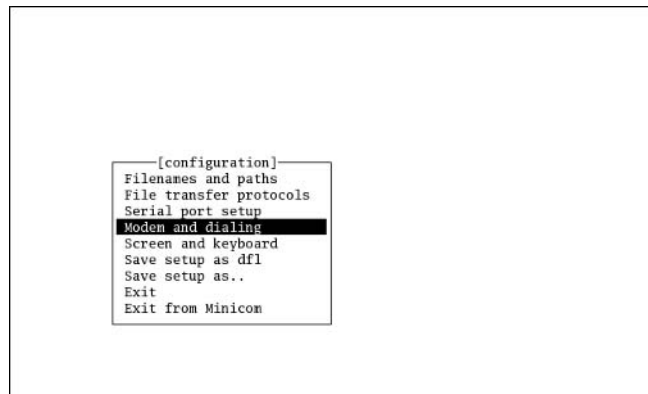 [configuration]
Filenames and paths
File transfer protocols
Serial port setup
Modem and dialing
Screen and keyboard
Save setup as dfl
Save setup as..
Exit
Exit from Minicom